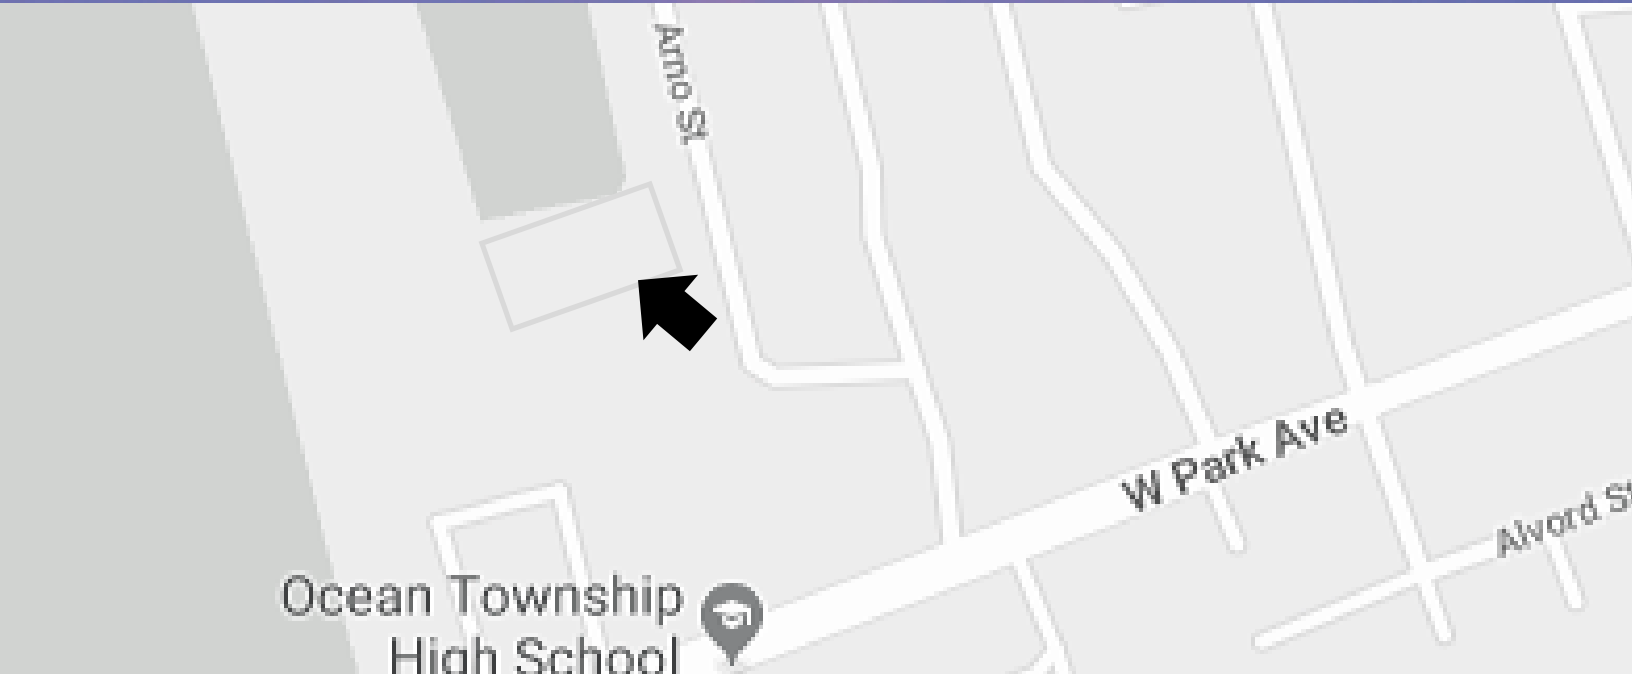 Arno St
W Park Ave
Alvord St
Ocean Township
High School